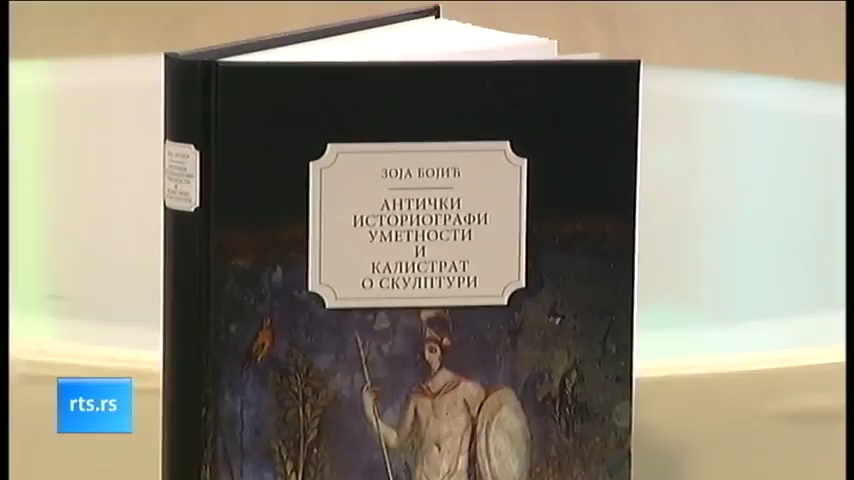 ЗОЈА БОЈИЋ
АНТИЧКИ
ИСТОРИОГРАФИ
УМЕТНОСТИ
И
КАЛИСТРАТ
О СКУЛПТУРИ
rts.rs